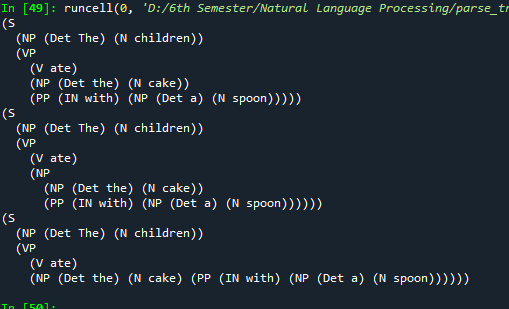 In [49]: runcell(0, 'D:/6th Semester/Natural Language Processing/parse_tr
(S
  (NP (Det The) (N children))
  (VP
    (V ate)
    (NP (Det the) (N cake))
    (PP (IN with) (NP (Det a) (N spoon)))))
(S
  (NP (Det The) (N children))
  (VP
    (V ate)
    (NP
      (NP (Det the) (N cake))
      (PP (IN with) (NP (Det a) (N spoon))))))
(S
  (NP (Det The) (N children))
  (VP
    (V ate)
    (NP (Det the) (N cake) (PP (IN with) (NP (Det a) (N spoon))))))
In [50]: